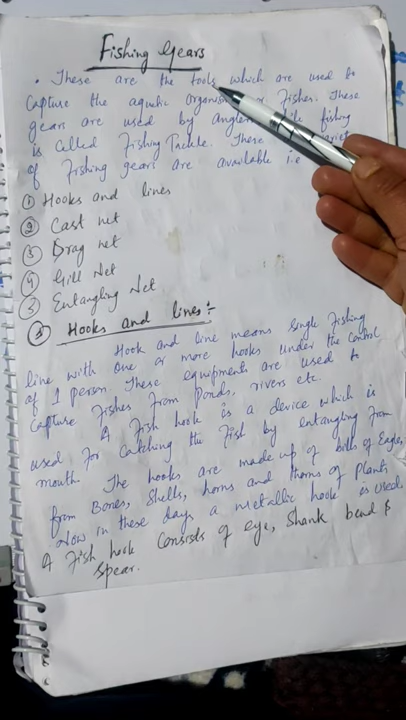 Fishing Gears
• These are the tools which are used to
capture the aquatic organisms fishes. These
gears are used by angler while fishing
is called Fishing Tackle. These
of Fishing gears are available i.e
① Hooks and lines
② Cast net
③ Drag net
④ Gill Net
⑤ Entangling Net.
① Hooks and lines:-
Hook and line means single fishing
line with one or more hooks under the control
of 1 person. These equipments are used to
capture fishes from Ponds, rivers etc.
A fish hook is a device which is
used for catching the fish by entangling from
mouth. The hooks are made up of bills of Eagles,
from Bones, Shells, horns and thorns of Plants
Now in these day a metallic hook is used.
A fish hook consists of eye, shank bend &
spear.